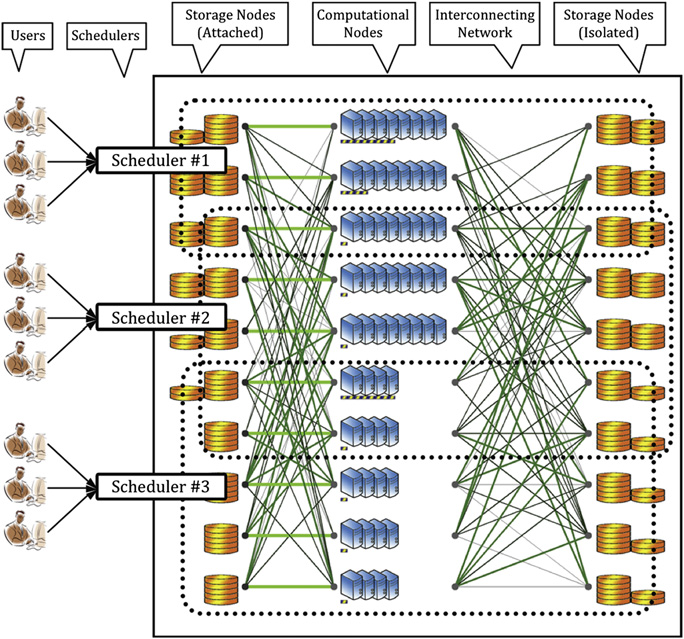 Users
Schedulers
Storage Nodes
(Attached)
Computational
Nodes
Interconnecting
Network
Storage Nodes
(Isolated)
Scheduler #1
Scheduler #2
Scheduler #3